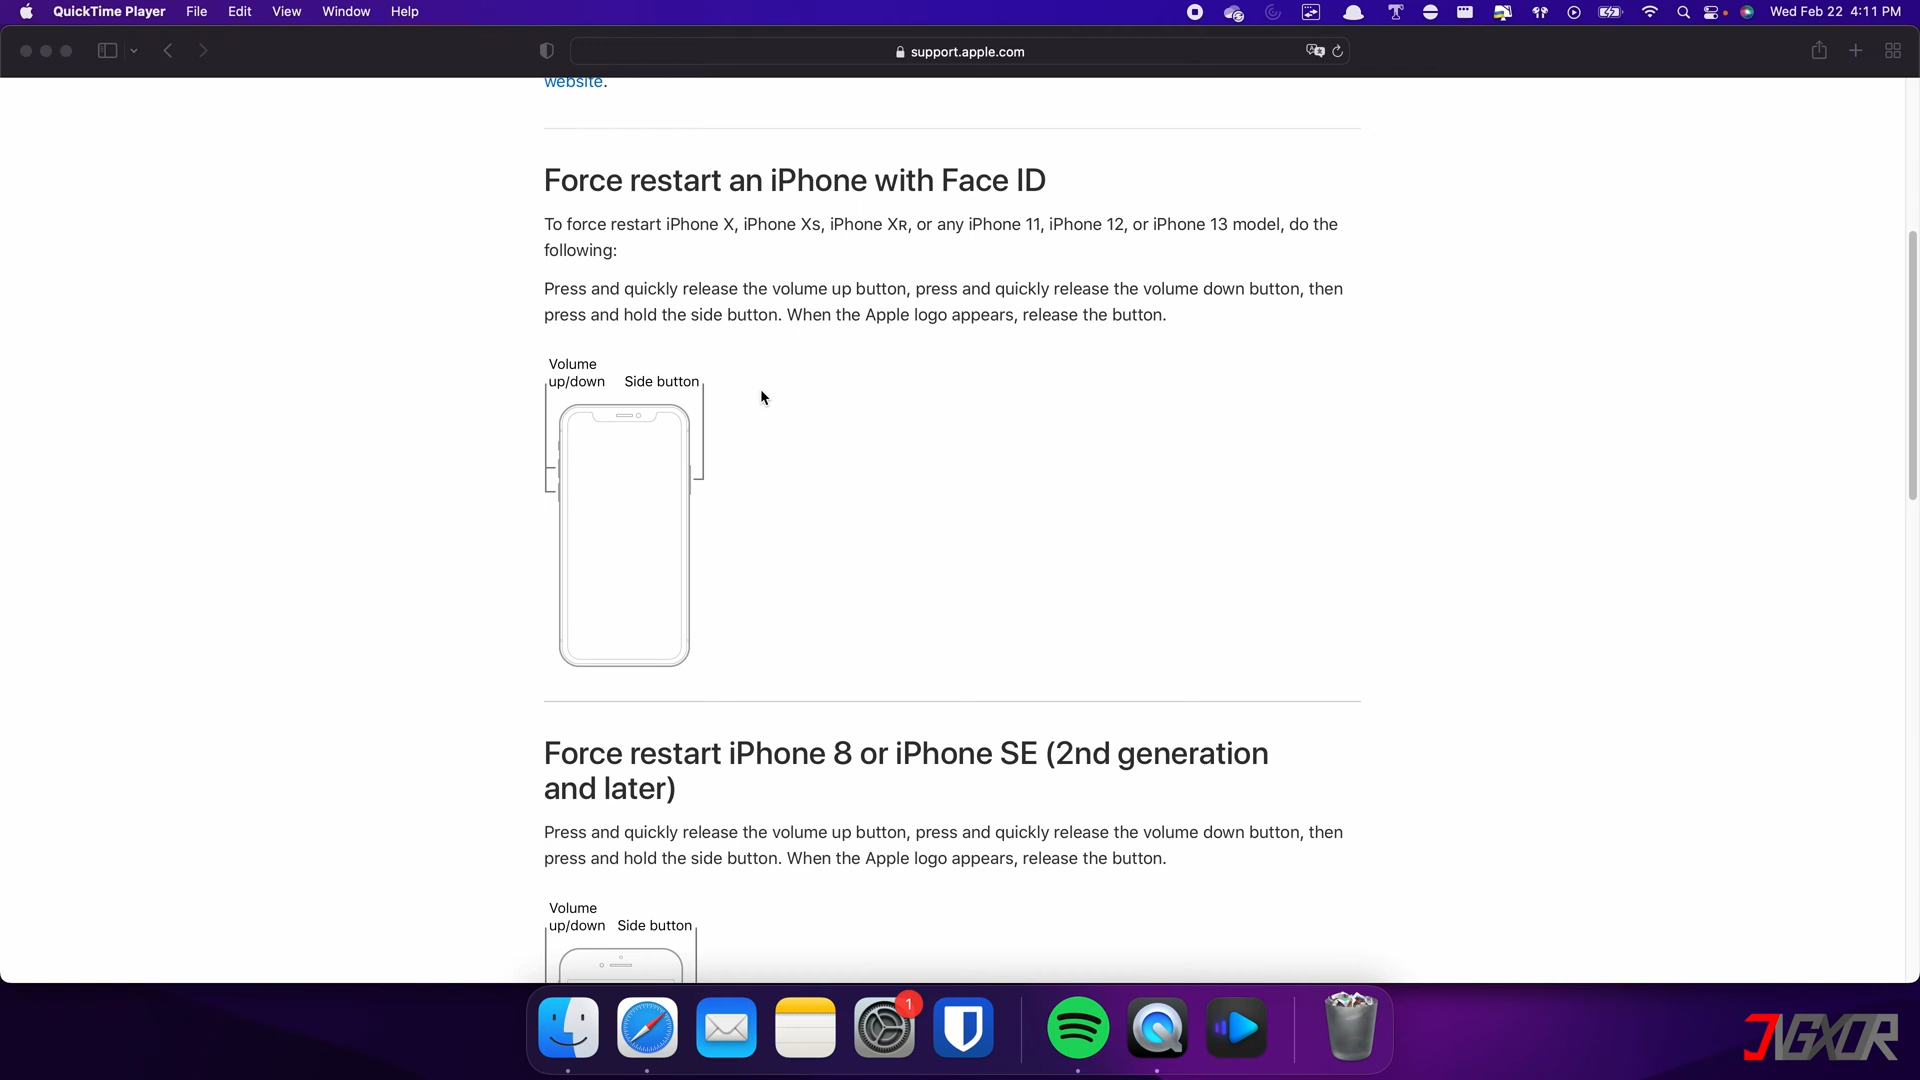 QuickTime Player File Edit View Window Help Wed Feb 22 4:11 PM
support.apple.com
website.
Force restart an iPhone with Face ID
To force restart iPhone X, iPhone Xs, iPhone XR, or any iPhone 11, iPhone 12, or iPhone 13 model, do the
following:
Press and quickly release the volume up button, press and quickly release the volume down button, then
press and hold the side button. When the Apple logo appears, release the button.
Volume
up/down Side button
Force restart iPhone 8 or iPhone SE (2nd generation
and later)
Press and quickly release the volume up button, press and quickly release the volume down button, then
press and hold the side button. When the Apple logo appears, release the button.
Volume
up/down Side button
1